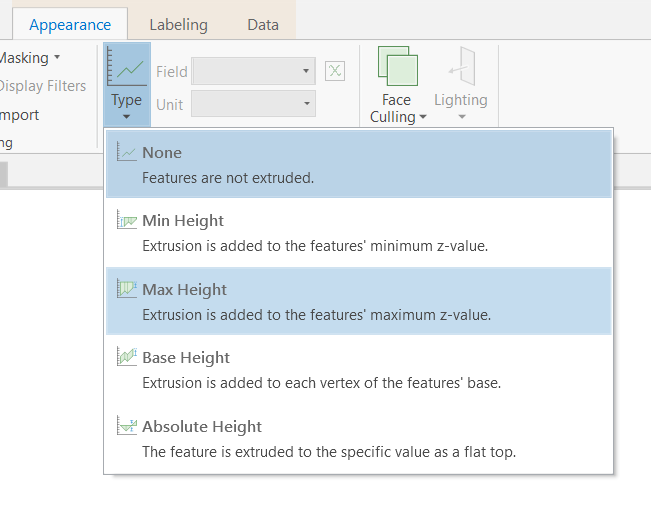 Appearance Labeling Data
Masking
Display Filters
Import
ng
Type
Field
Unit
Face
Culling
Lighting
None
Features are not extruded.
Min Height
Extrusion is added to the features' minimum z-value.
Max Height
Extrusion is added to the features' maximum z-value.
Base Height
Extrusion is added to each vertex of the features' base.
Absolute Height
The feature is extruded to the specific value as a flat top.